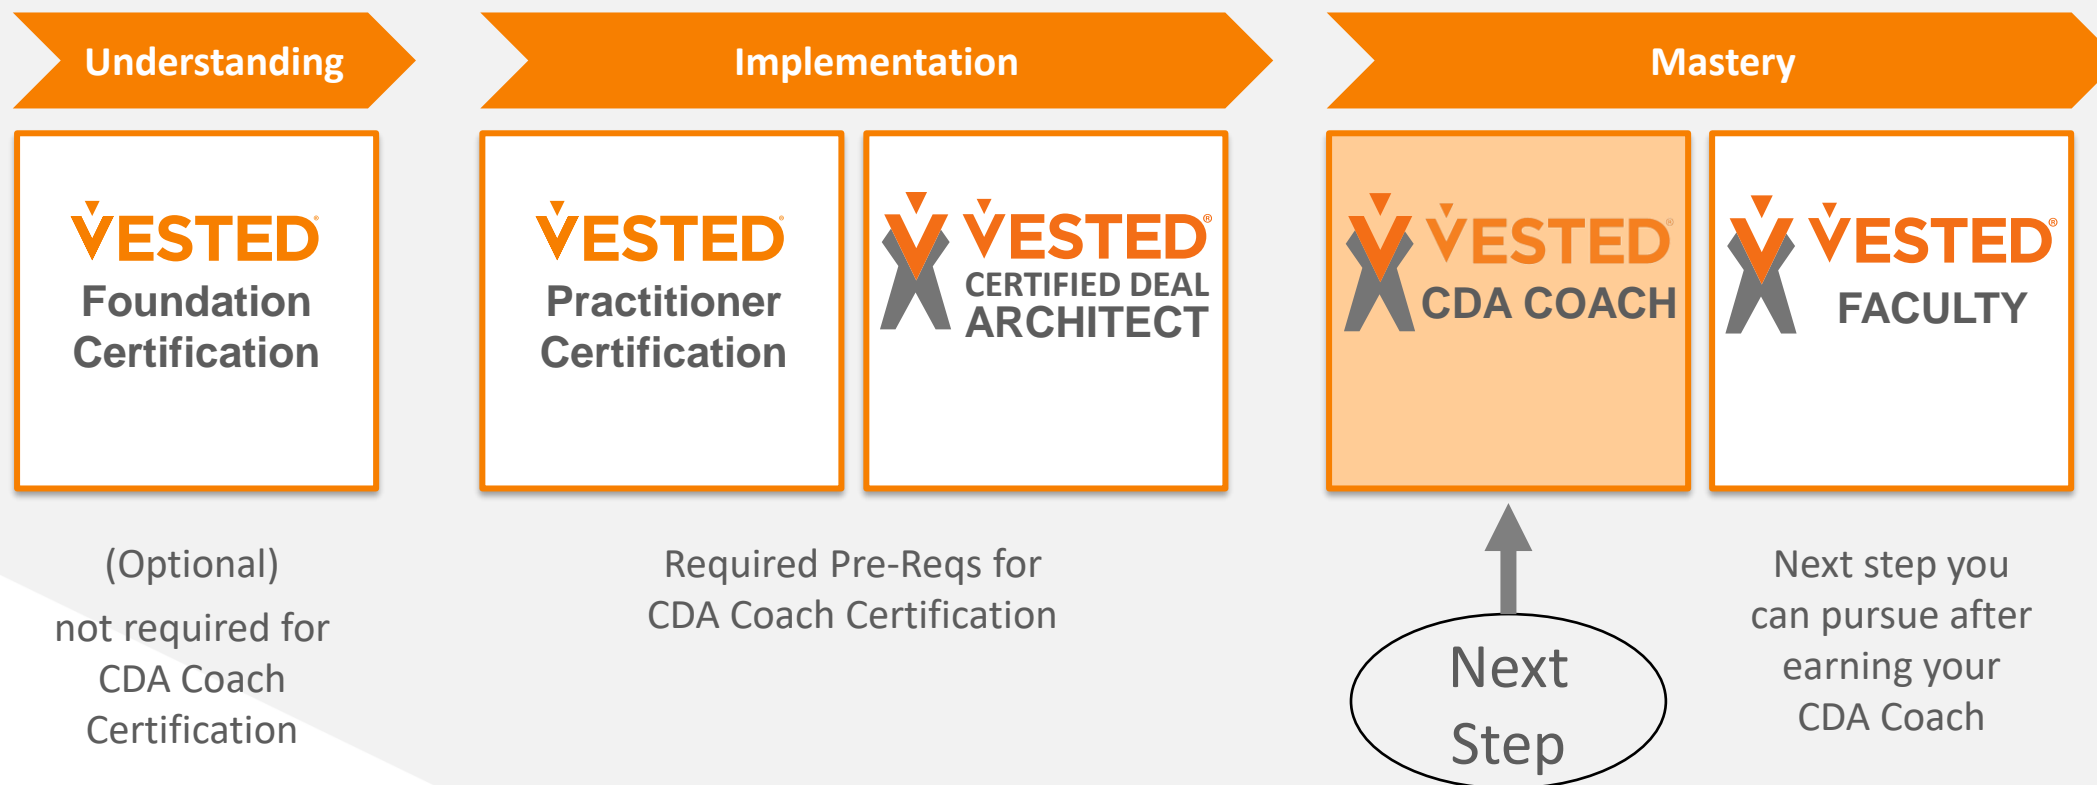 Understanding
Implementation
Mastery
VESTED®
Foundation
Certification
VESTED®
Practitioner
Certification
VESTED®
CERTIFIED DEAL
ARCHITECT
VESTED®
CDA COACH
VESTED®
FACULTY
(Optional)
not required for
CDA Coach
Certification
Required Pre-Reqs for
CDA Coach Certification
Next
Step
Next step you
can pursue after
earning your
CDA Coach